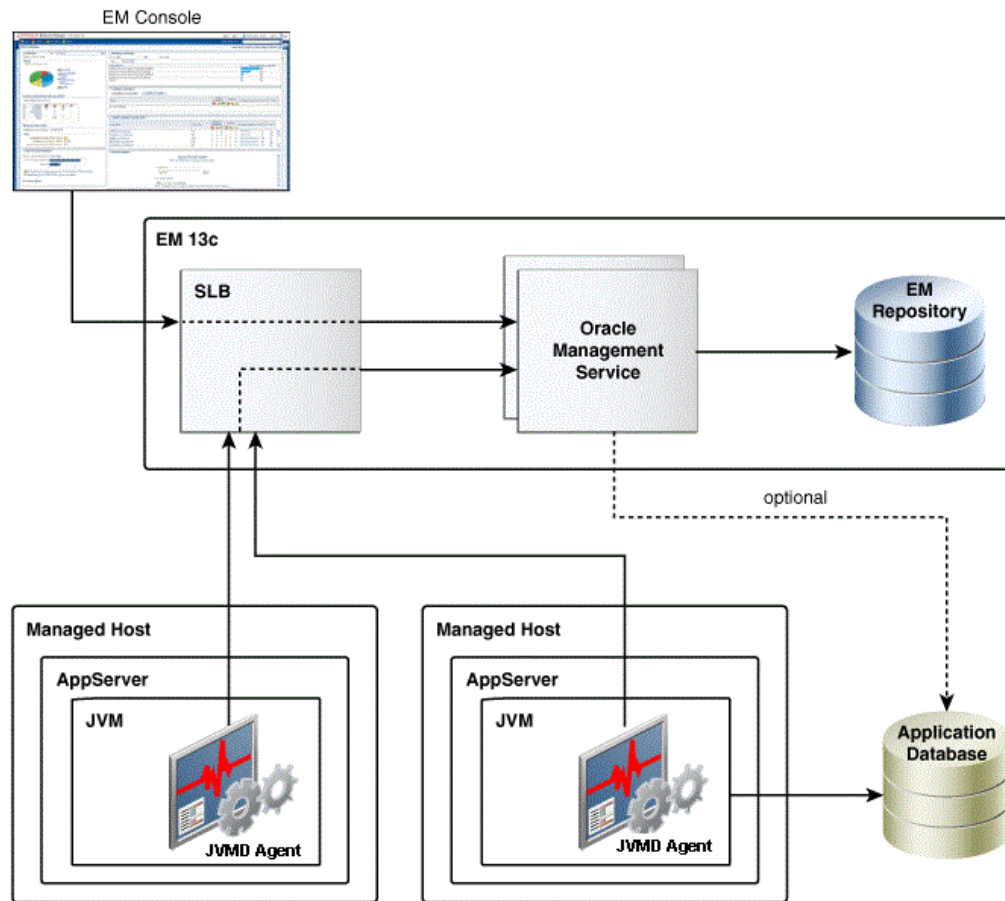 EM Console
EM 13c
SLB
Oracle
Management
Service
EM
Repository
optional
Managed Host
AppServer
JVM
JVMD Agent
Managed Host
AppServer
JVM
JVMD Agent
Application
Database